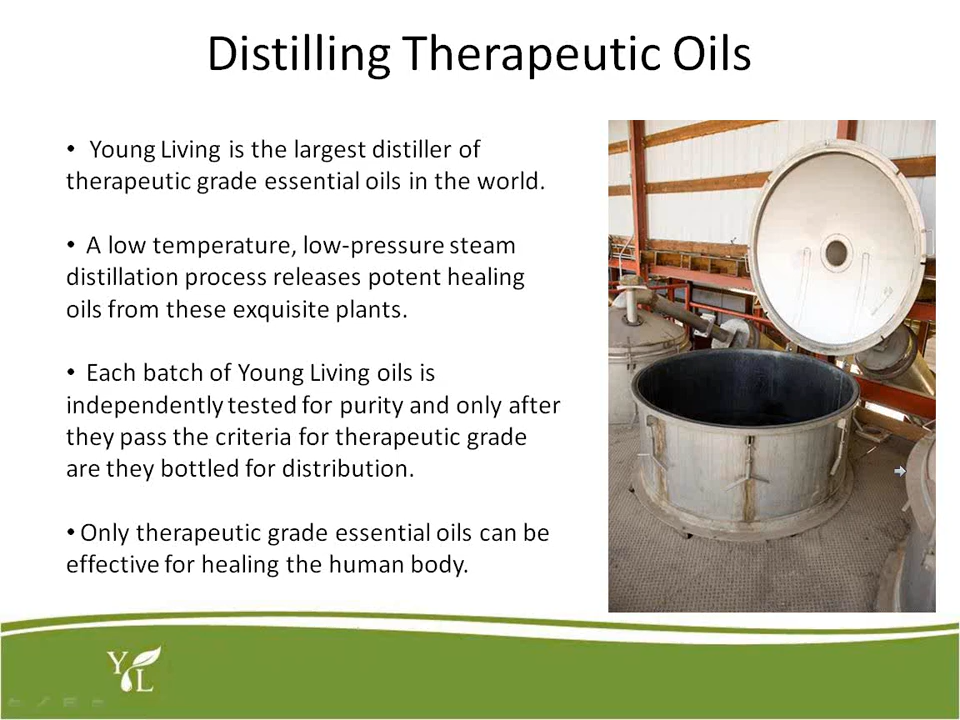 Distilling Therapeutic Oils
• Young Living is the largest distiller of
therapeutic grade essential oils in the world.
• A low temperature, low-pressure steam
distillation process releases potent healing
oils from these exquisite plants.
• Each batch of Young Living oils is
independently tested for purity and only after
they pass the criteria for therapeutic grade
are they bottled for distribution.
• Only therapeutic grade essential oils can be
effective for healing the human body.
Y L